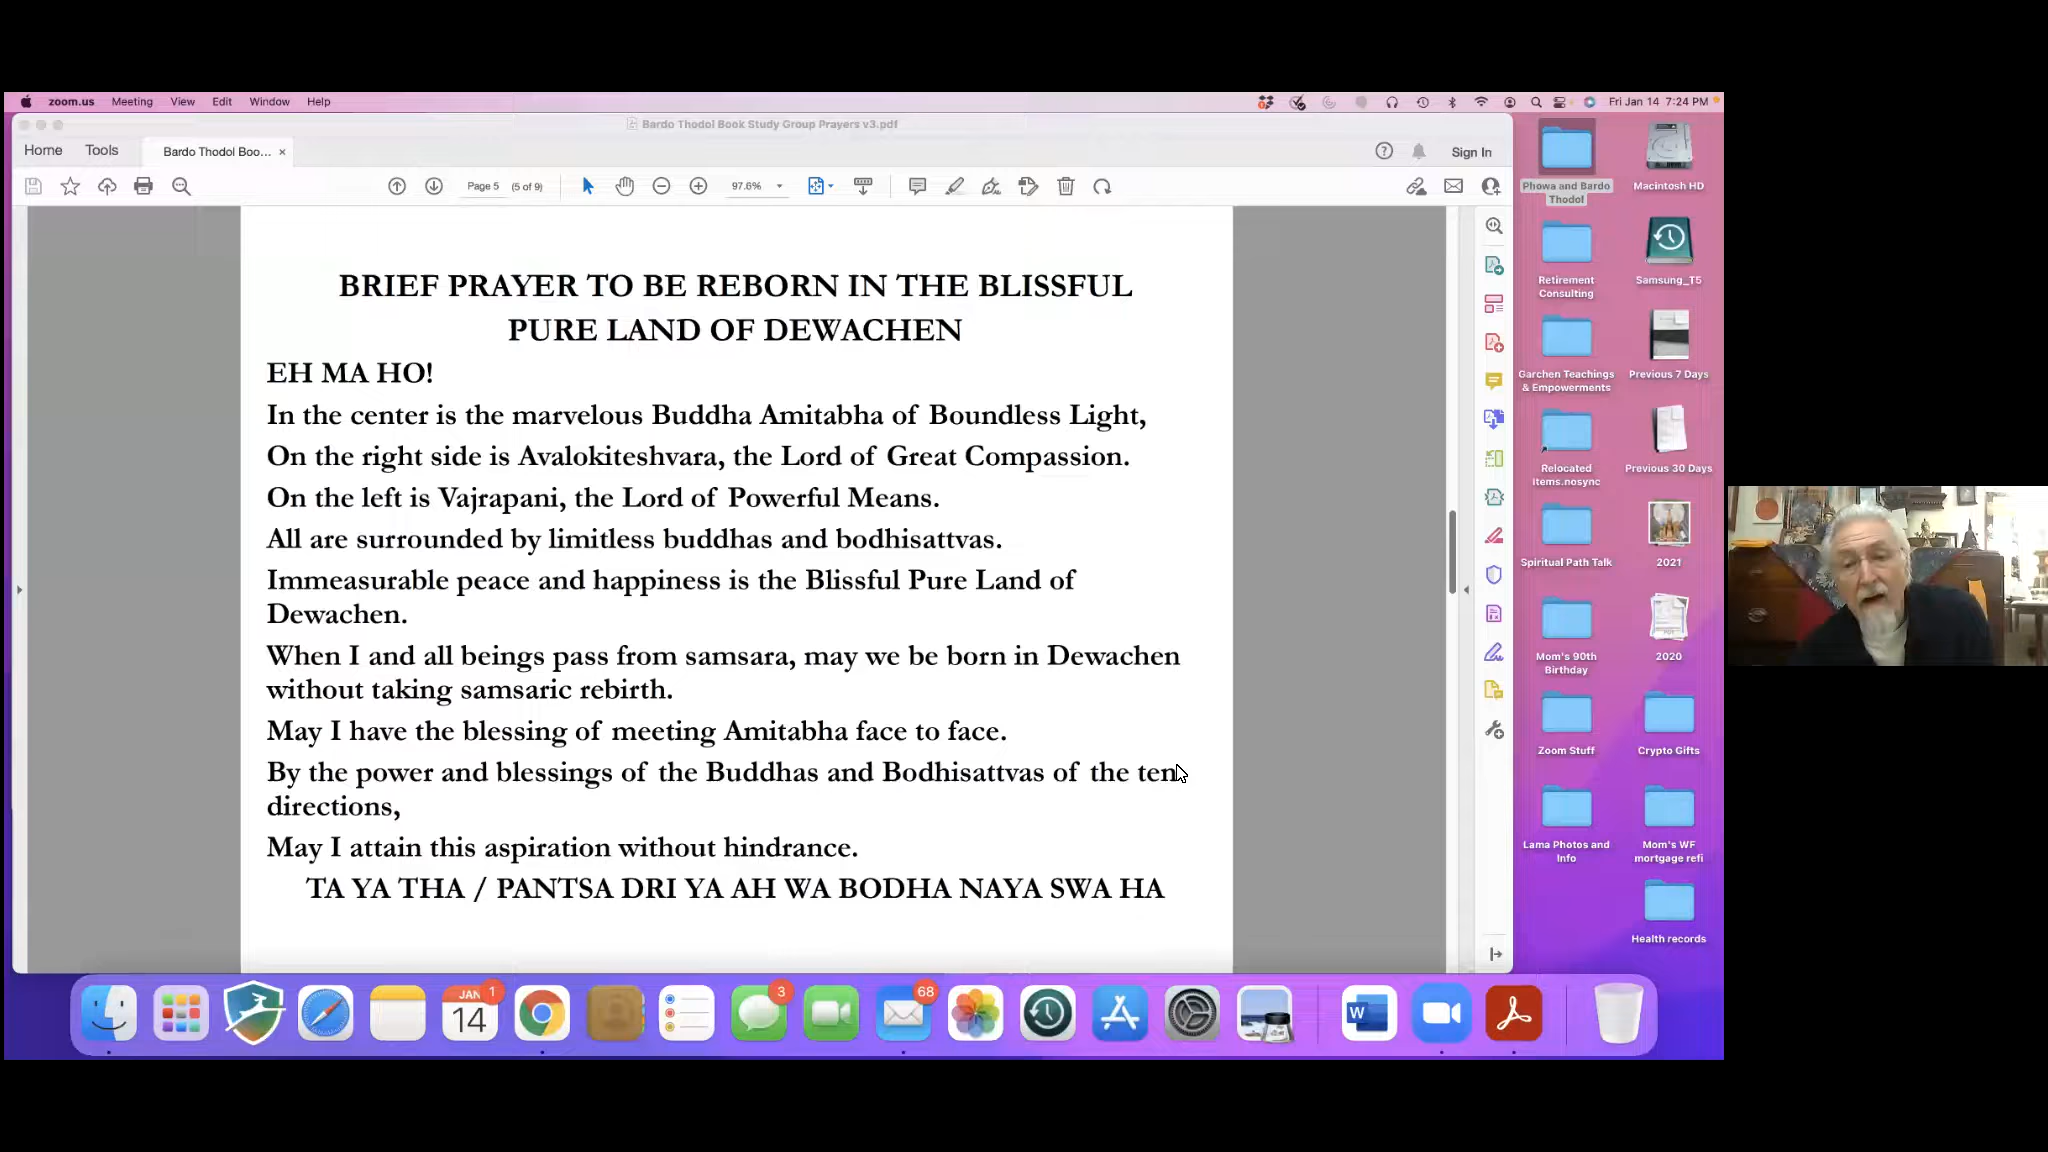 zoom.us Meeting View Edit Window Help
Fri Jan 14 7:24 PM
Bardo Thodol Book Study Group Prayers v3.pdf
Home Tools Bardo Thodol Boo... × Sign In
Page 5 (5 of 9) 97.6%
BRIEF PRAYER TO BE REBORN IN THE BLISSFUL
PURE LAND OF DEWACHEN
EH MA HO!
In the center is the marvelous Buddha Amitabha of Boundless Light,
On the right side is Avalokiteshvara, the Lord of Great Compassion.
On the left is Vajrapani, the Lord of Powerful Means.
All are surrounded by limitless buddhas and bodhisattvas.
Immeasurable peace and happiness is the Blissful Pure Land of
Dewachen.
When I and all beings pass from samsara, may we be born in Dewachen
without taking samsaric rebirth.
May I have the blessing of meeting Amitabha face to face.
By the power and blessings of the Buddhas and Bodhisattvas of the ten
directions,
May I attain this aspiration without hindrance.
TA YA THA / PANTSA DRI YA AH WA BODHA NAYA SWA HA
Phowa and Bardo
Thodol
Macintosh HD
Retirement
Consulting
Samsung_T5
Garchen Teachings
& Empowerments
Previous 7 Days
Relocated
Items.nosync
Previous 30 Days
Spiritual Path Talk
2021
Mom's 90th
Birthday
2020
Zoom Stuff
Crypto Gifts
Lama Photos and
Info
Mom's WF
mortgage refi
Health records
JAN
14
1
3
68
W